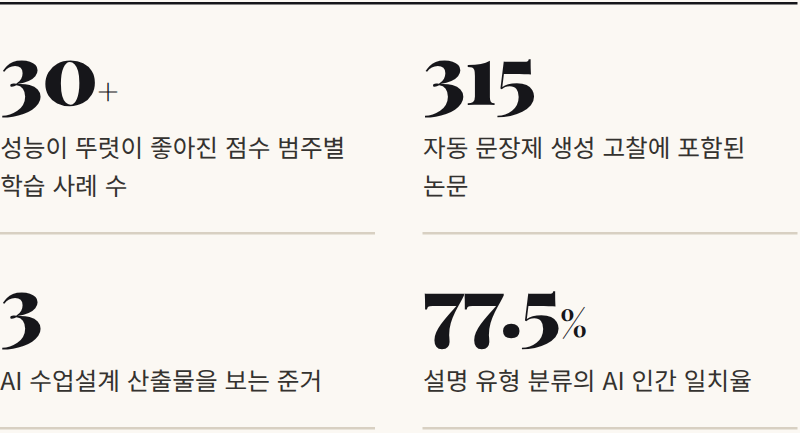 30+
성능이 뚜렷이 좋아진 점수 범주별
학습 사례 수
315
자동 문장제 생성 고찰에 포함된
논문
3
AI 수업설계 산출물을 보는 준거
77.5%
설명 유형 분류의 AI 인간 일치율